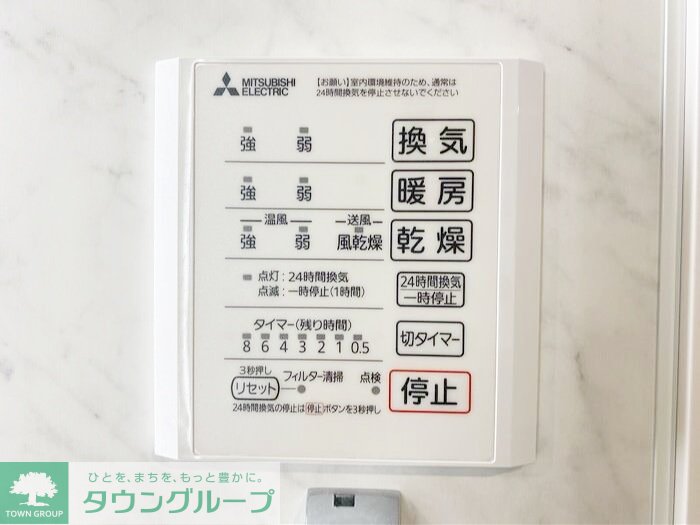 MITSUBISHI ELECTRIC
【お願い】室内環境維持のため、通常は
24時間換気を停止させないでください
強 弱 換気
強 弱 暖房
温風 送風
強 弱 風乾燥 乾燥
点灯:24時間換気
点滅:一時停止(1時間)
24時間換気
一時停止
タイマー(残り時間)
8 6 4 3 2 1 0.5
切タイマー
3秒押し
リセット フィルター清掃 点検
停止
24時間換気の停止は停止ボタンを3秒押し
TOWN GROUP
ひとを、まちを、もっと豊かに。
タウングループ